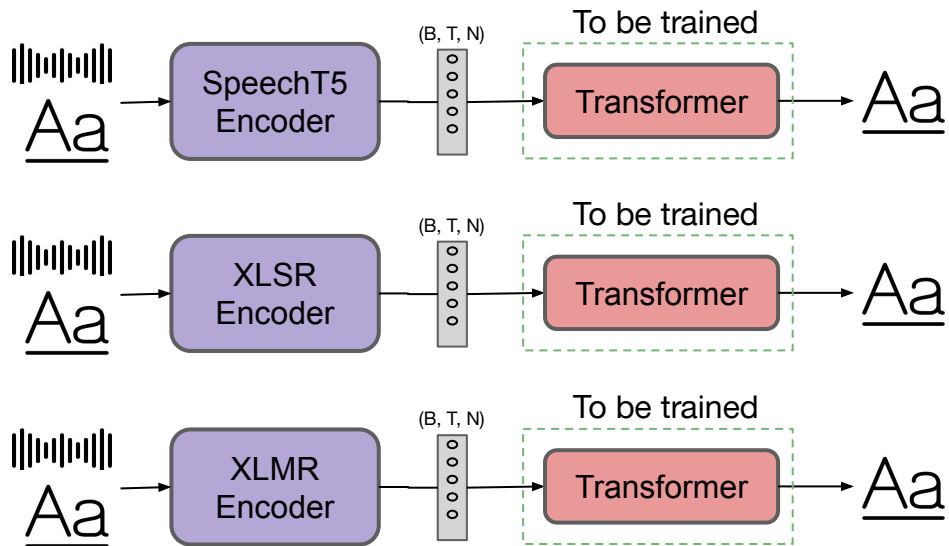 To be trained
(B, T, N)
SpeechT5
Encoder
Transformer
Aa
Aa
To be trained
(B, T, N)
XLSR
Encoder
Transformer
Aa
Aa
To be trained
(B, T, N)
XLMR
Encoder
Transformer
Aa
Aa